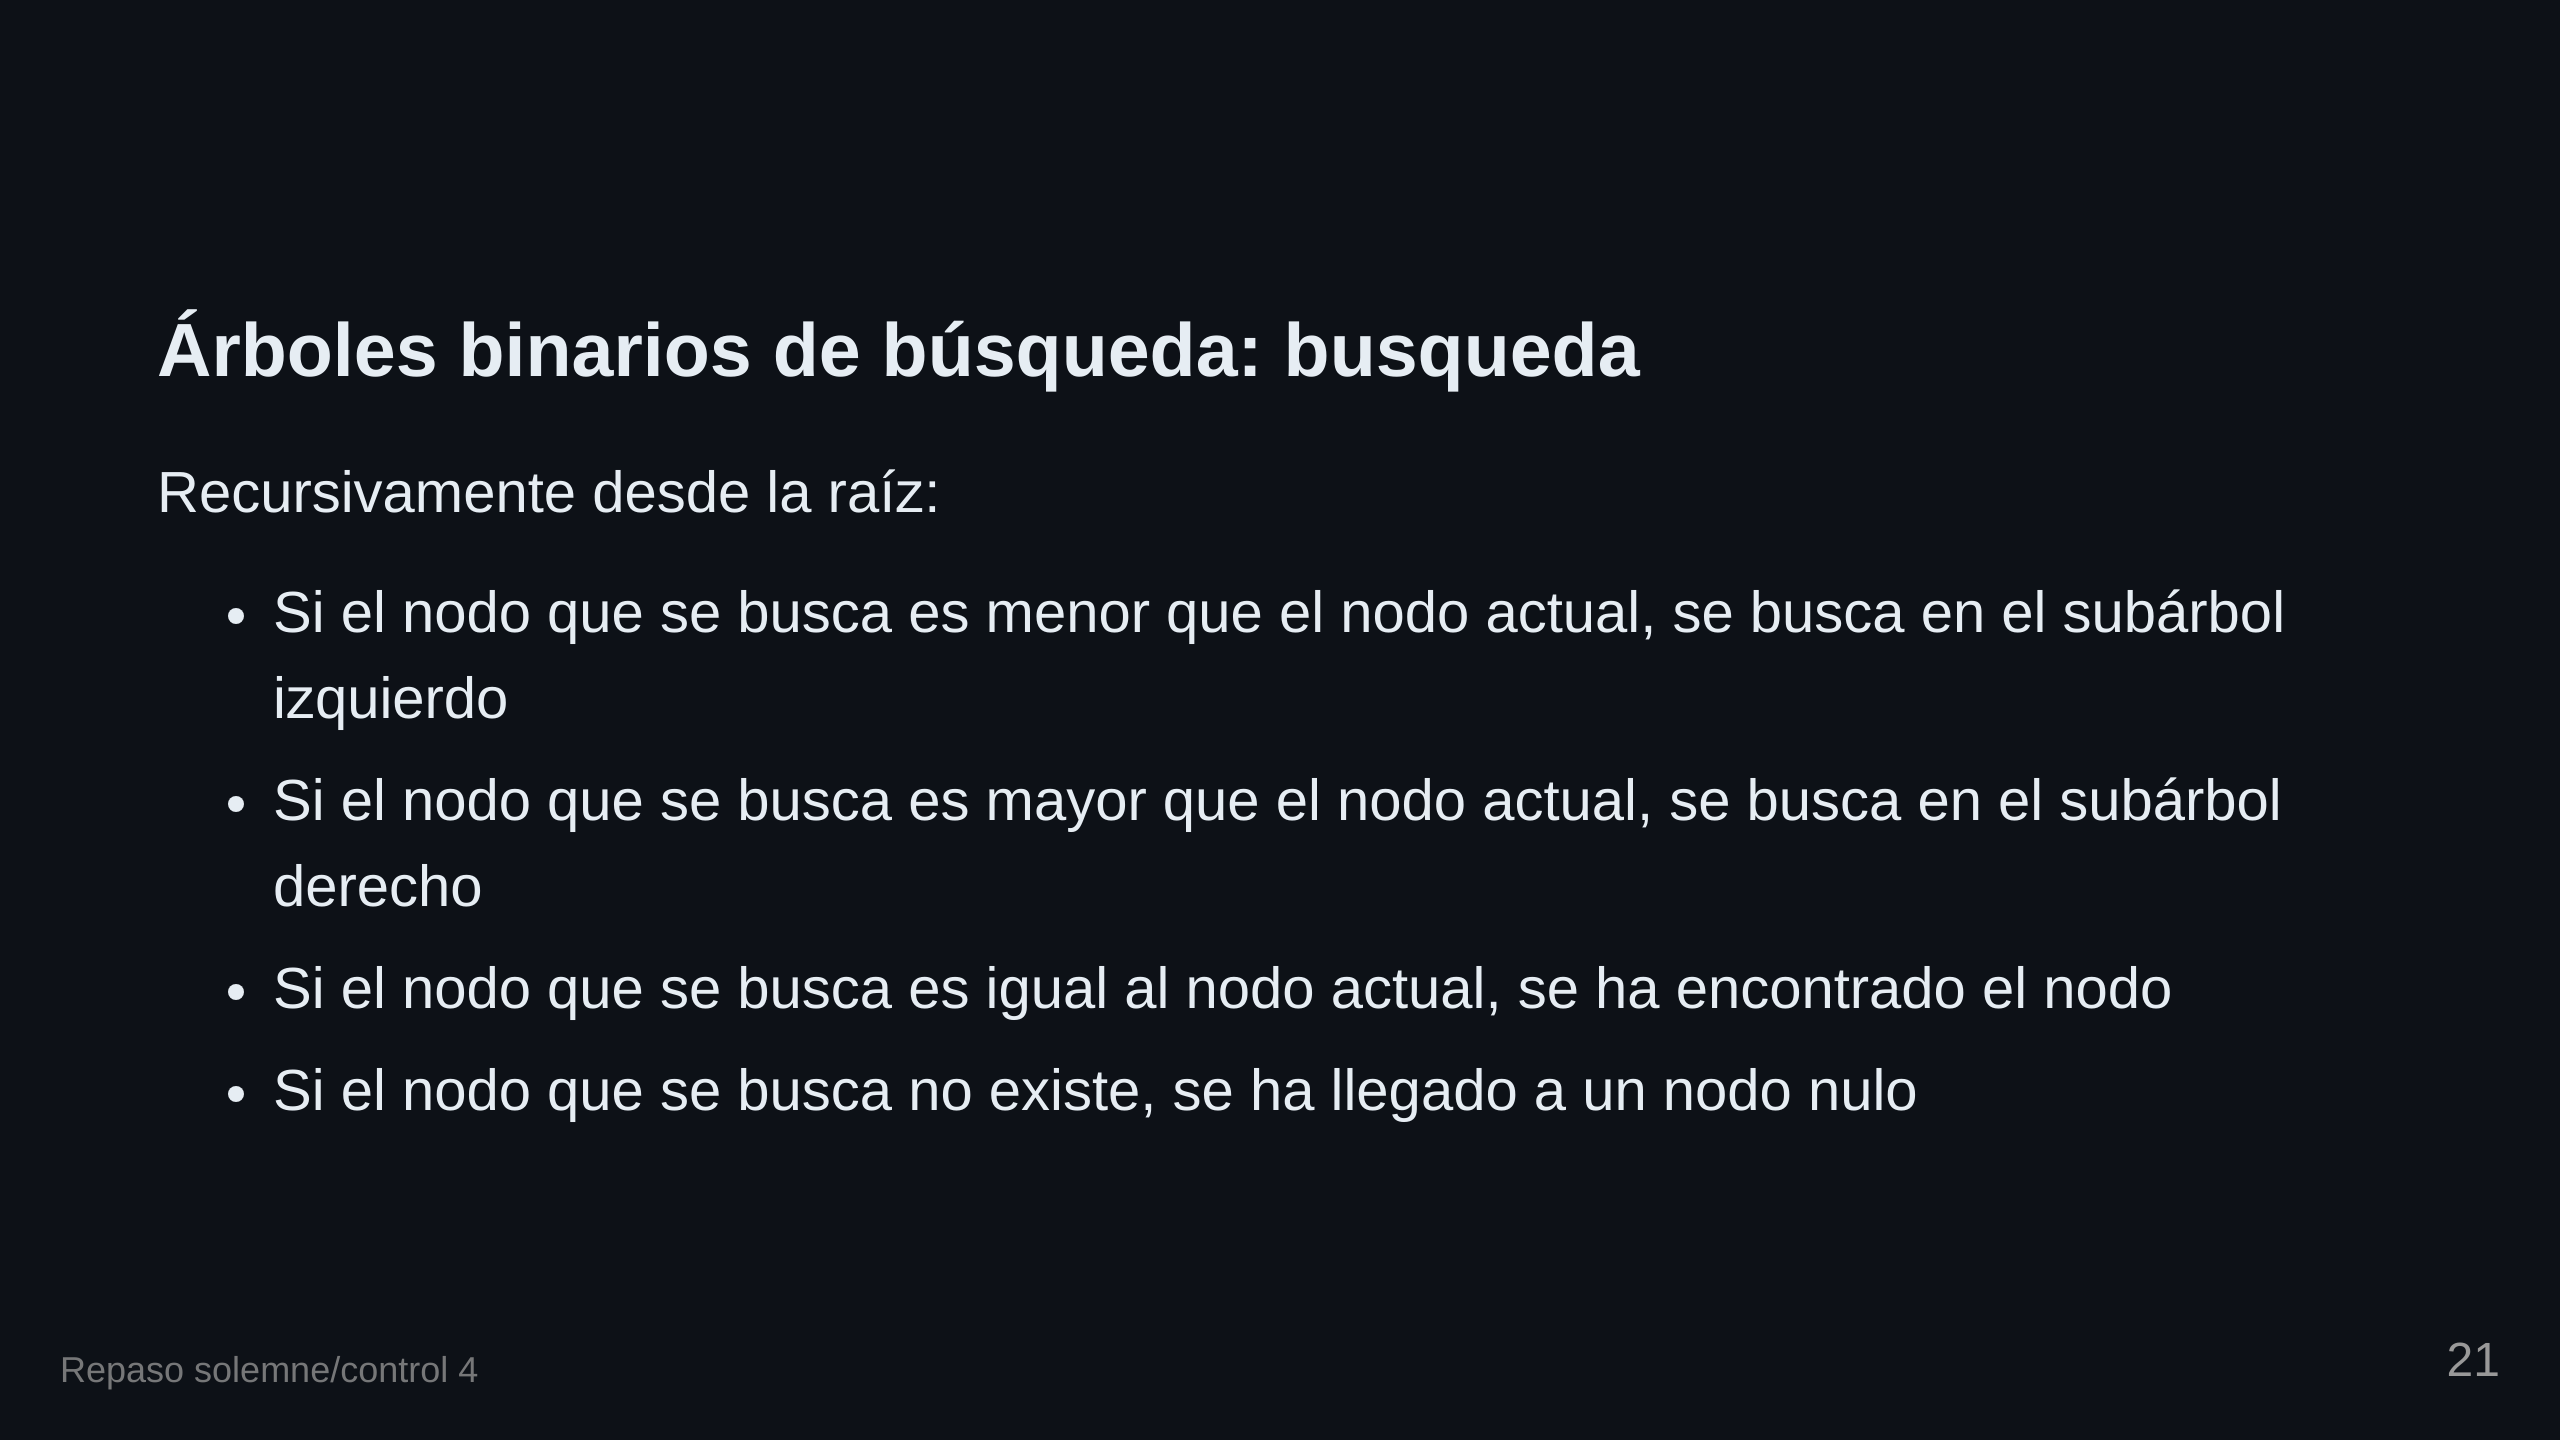 Árboles binarios de búsqueda: busqueda
Recursivamente desde la raíz:
• Si el nodo que se busca es menor que el nodo actual, se busca en el subárbol
izquierdo
• Si el nodo que se busca es mayor que el nodo actual, se busca en el subárbol
derecho
• Si el nodo que se busca es igual al nodo actual, se ha encontrado el nodo
• Si el nodo que se busca no existe, se ha llegado a un nodo nulo
Repaso solemne/control 4
21